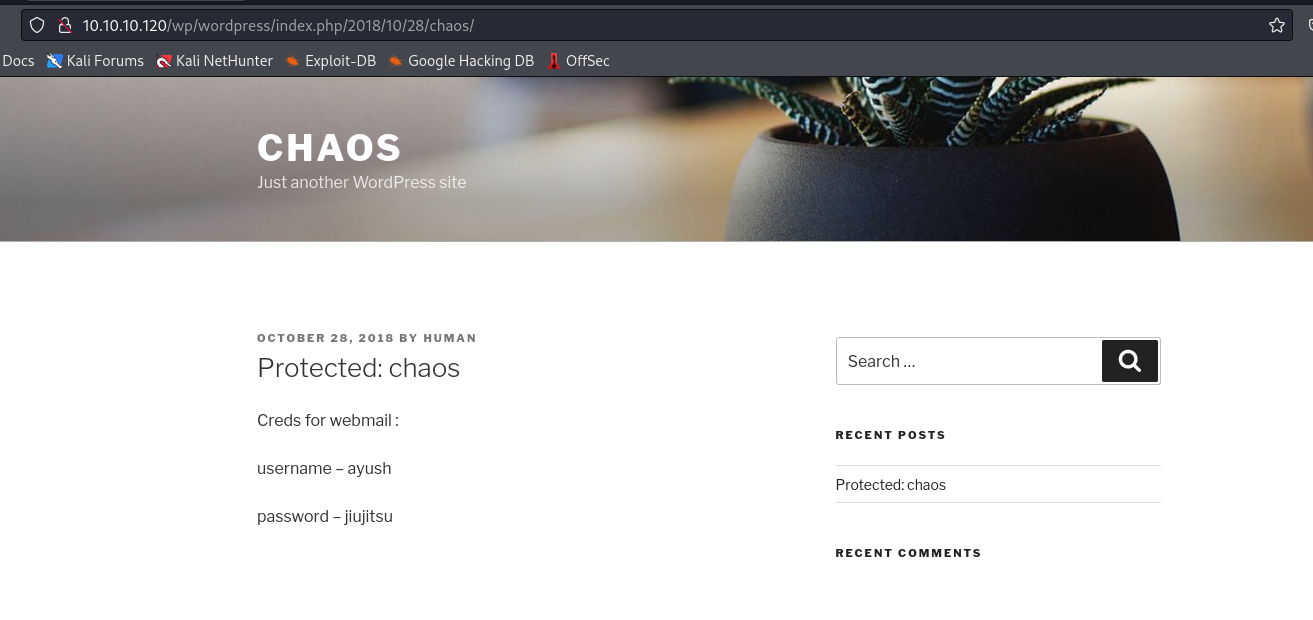 10.10.10.120/wp/wordpress/index.php/2018/10/28/chaos/
Docs Kali Forums Kali NetHunter Exploit-DB Google Hacking DB OffSec
CHAOS
Just another WordPress site
OCTOBER 28, 2018 BY HUMAN
Protected: chaos
Creds for webmail :
username – ayush
password – jiujitsu
Search …
RECENT POSTS
Protected: chaos
RECENT COMMENTS